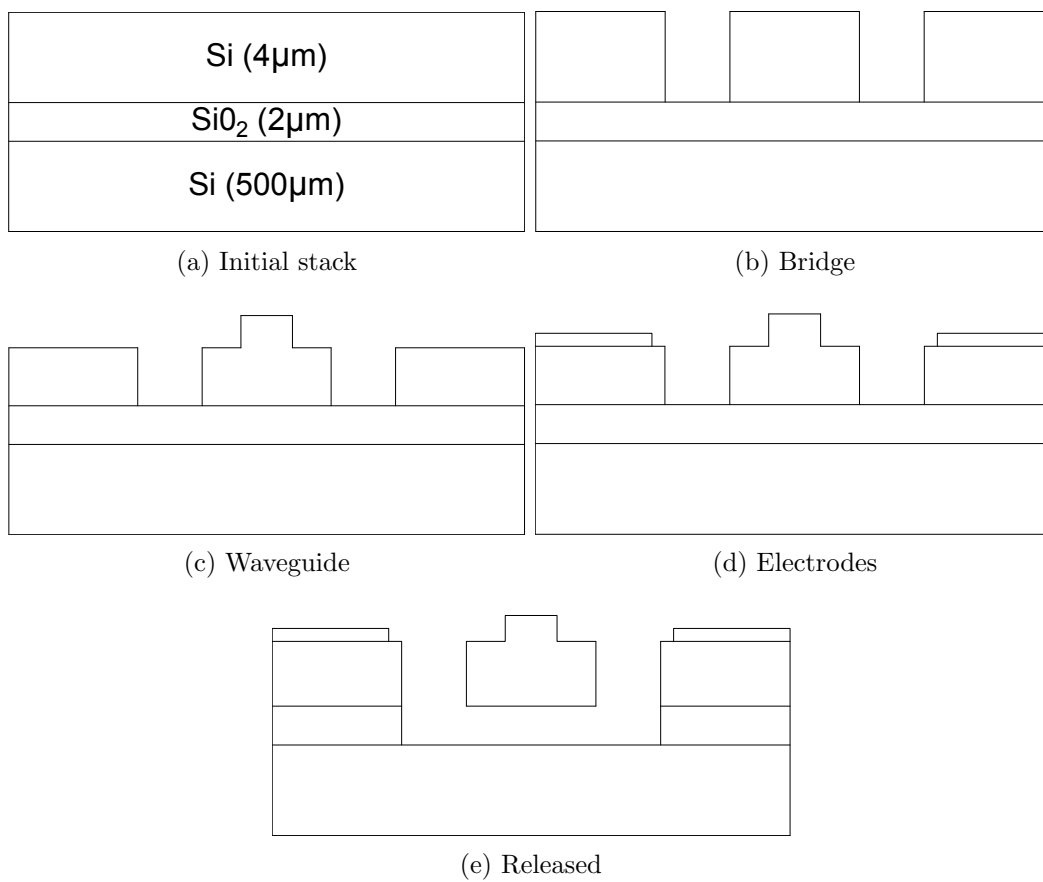 Si (4µm)
Si0₂ (2µm)
Si (500µm)
(a) Initial stack
(b) Bridge
(c) Waveguide
(d) Electrodes
(e) Released